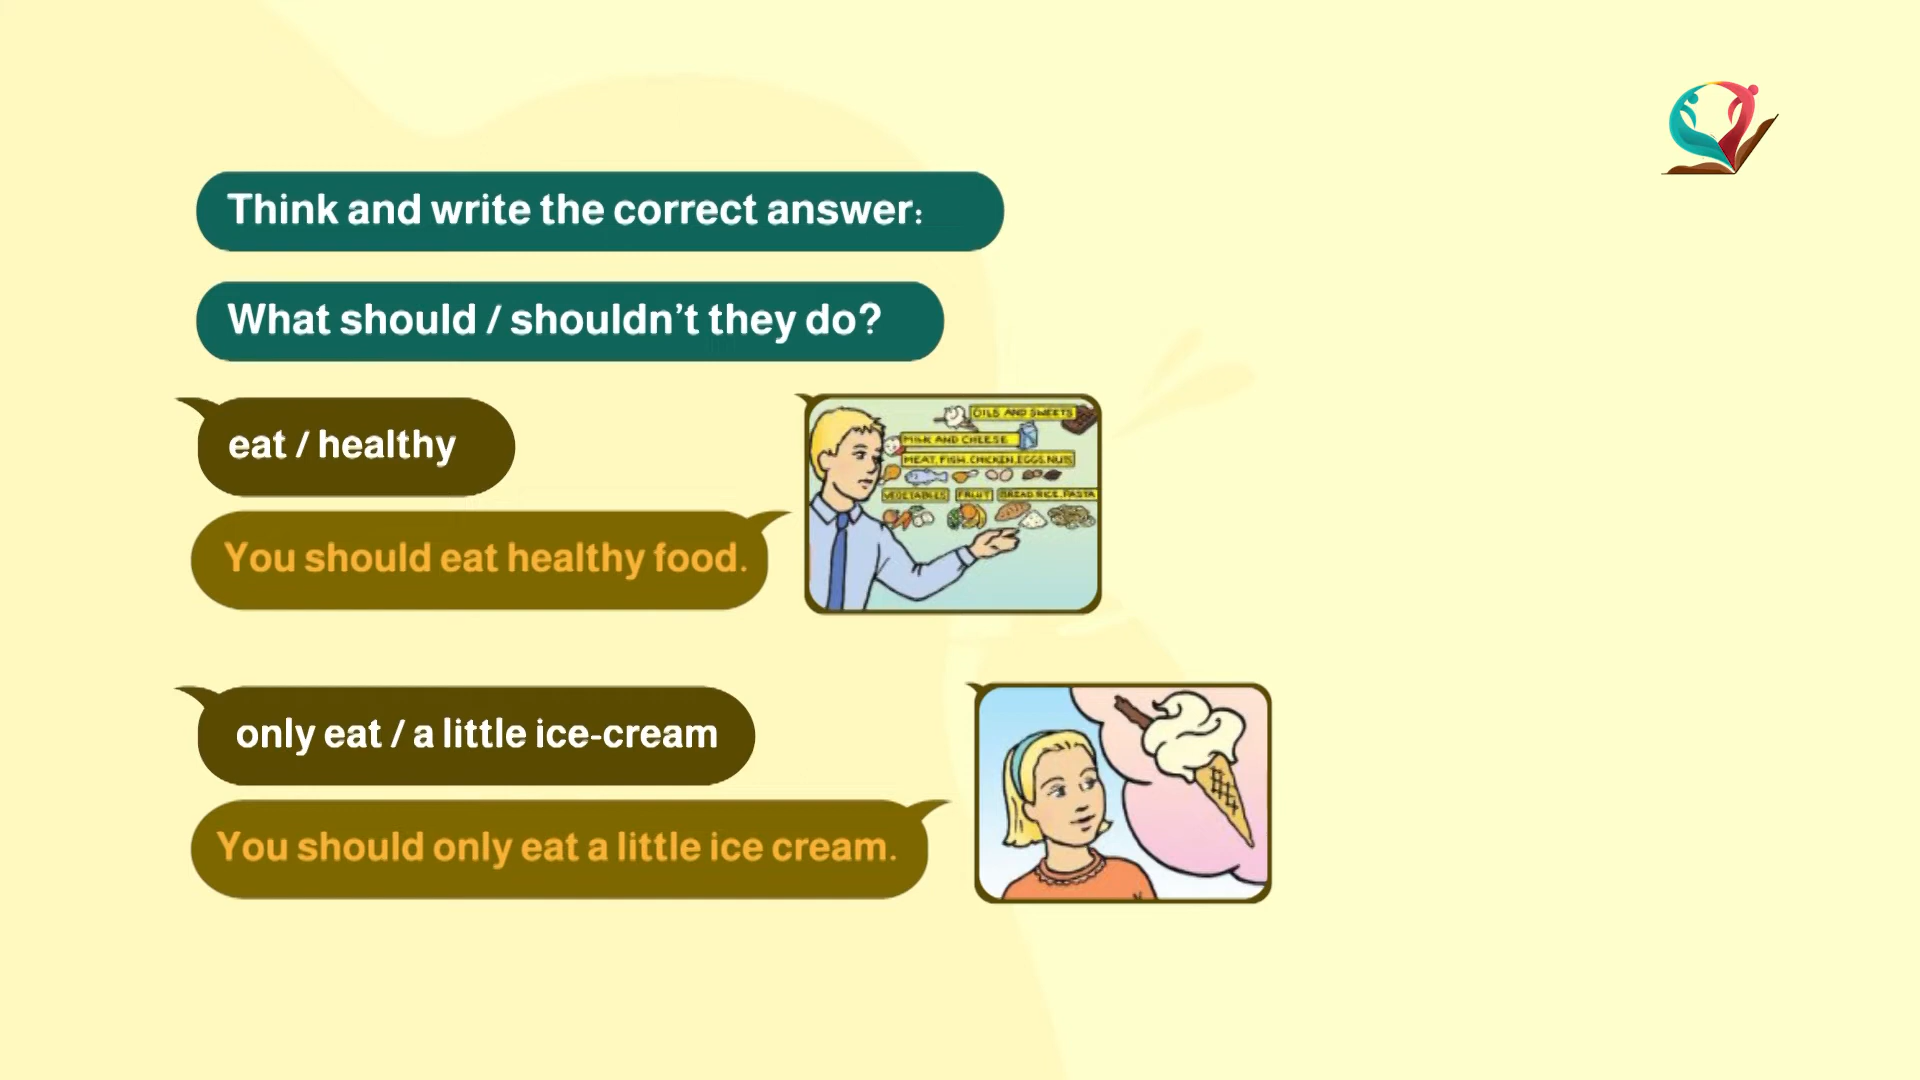 Think and write the correct answer:
What should / shouldn't they do?
eat / healthy
You should eat healthy food.
OILS AND SWEETS
MILK AND CHEESE
MEAT, FISH, CHICKEN, EGGS, NUTS
VEGETABLES FRUIT BREAD, RICE, PASTA
only eat / a little ice-cream
You should only eat a little ice cream.